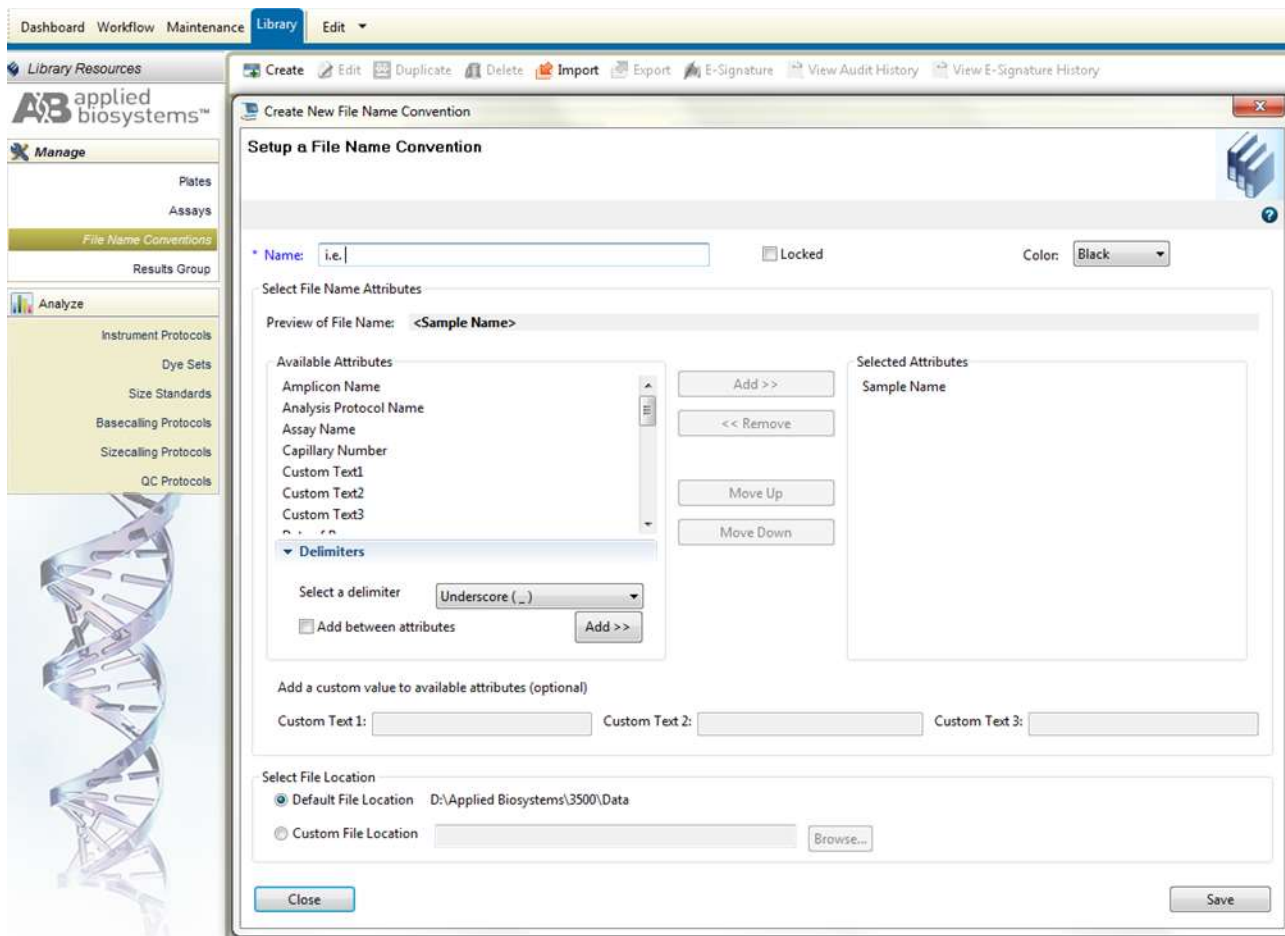 Dashboard Workflow Maintenance Library Edit
Library Resources
Create Edit Duplicate Delete Import Export E-Signature View Audit History View E-Signature History
AB applied
biosystems™
Manage
Plates
Assays
File Name Conventions
Results Group
Analyze
Instrument Protocols
Dye Sets
Size Standards
Basecalling Protocols
Sizecalling Protocols
QC Protocols
Create New File Name Convention
Setup a File Name Convention
* Name: i.e. Locked Color: Black
Select File Name Attributes
Preview of File Name: <Sample Name>
Available Attributes
Amplicon Name
Analysis Protocol Name
Assay Name
Capillary Number
Custom Text1
Custom Text2
Custom Text3
Delimiters
Select a delimiter Underscore ( _ )
Add between attributes Add >>
Add >>
<< Remove
Move Up
Move Down
Selected Attributes
Sample Name
Add a custom value to available attributes (optional)
Custom Text 1: Custom Text 2: Custom Text 3:
Select File Location
Default File Location D:\Applied Biosystems\3500\Data
Custom File Location Browse...
Close Save